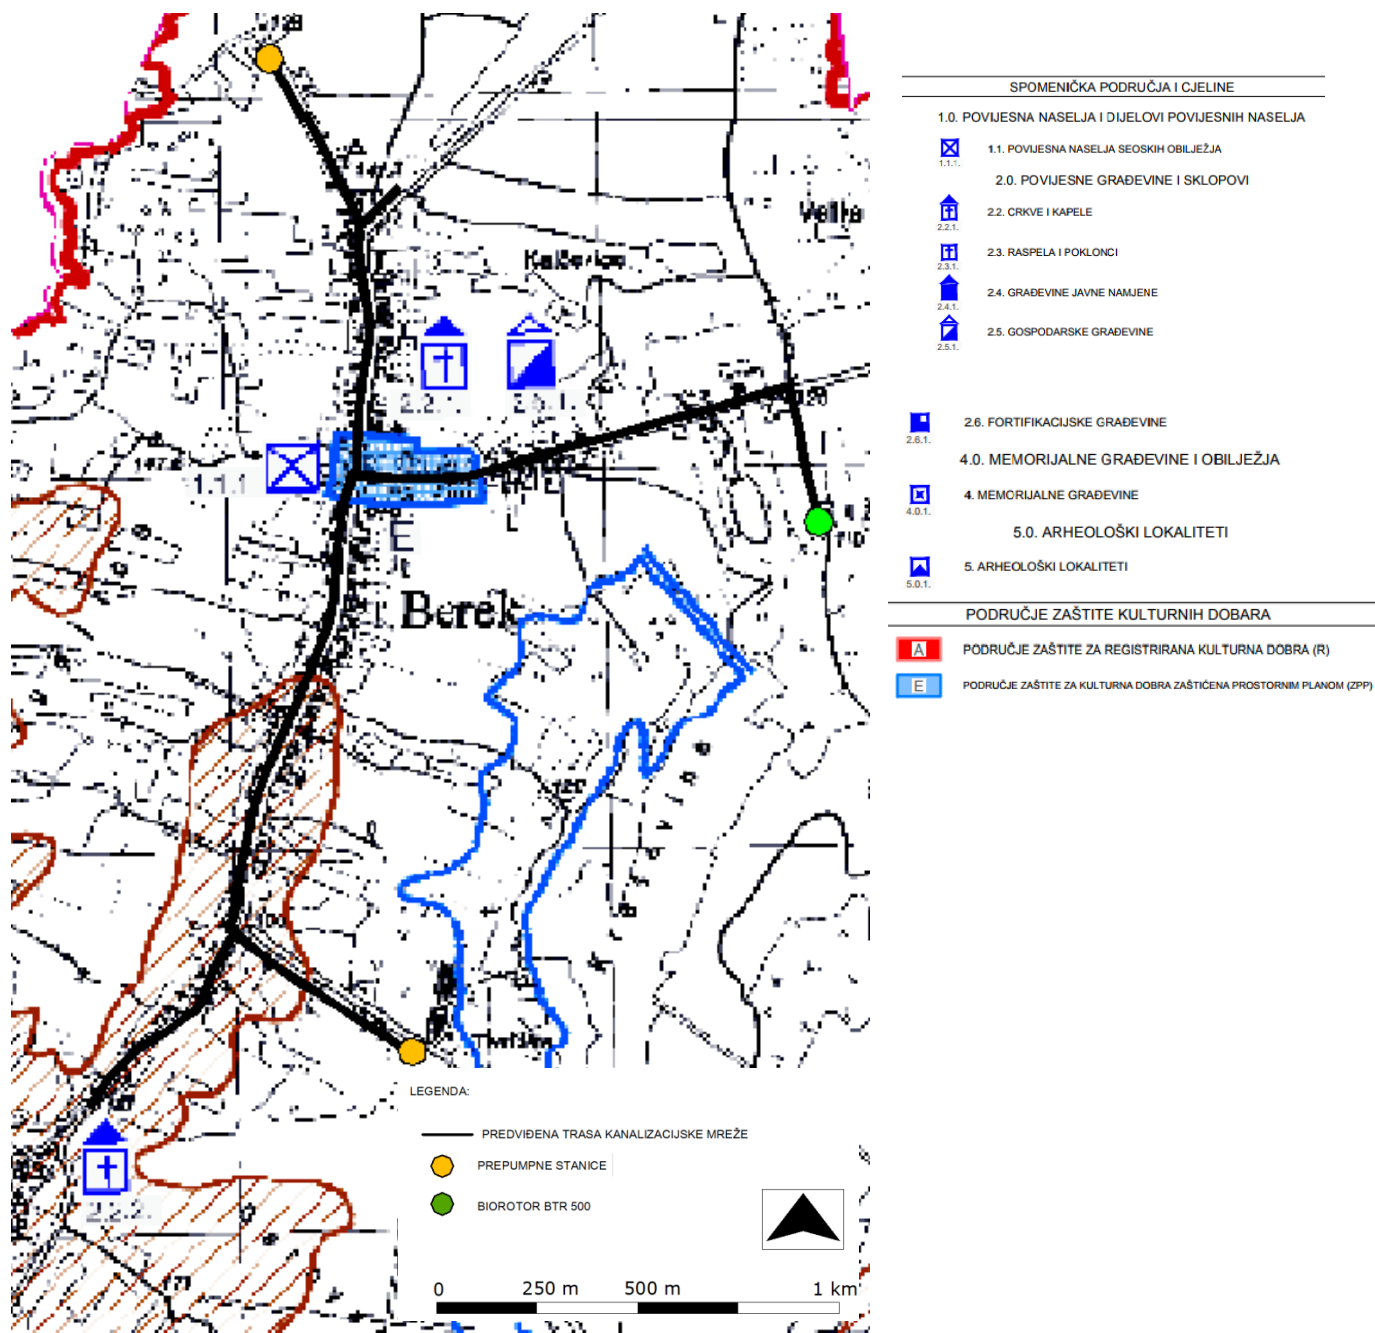 128
Velika
Berek
E
1.1.1.
2.2.2.
SPOMENIČKA PODRUČJA I CJELINE
1.0. POVIJESNA NASELJA I DIJELOVI POVIJESNIH NASELJA
1.1. POVIJESNA NASELJA SEOSKIH OBILJEŽJA
1.1.1.
2.0. POVIJESNE GRAĐEVINE I SKLOPOVI
2.2. CRKVE I KAPELE
2.2.1.
2.3. RASPELA I POKLONCI
2.3.1.
2.4. GRAĐEVINE JAVNE NAMJENE
2.4.1.
2.5. GOSPODARSKE GRAĐEVINE
2.5.1.
2.6. FORTIFIKACIJSKE GRAĐEVINE
2.6.1.
4.0. MEMORIJALNE GRAĐEVINE I OBILJEŽJA
4. MEMORIJALNE GRAĐEVINE
4.0.1.
5.0. ARHEOLOŠKI LOKALITETI
5. ARHEOLOŠKI LOKALITETI
5.0.1.
PODRUČJE ZAŠTITE KULTURNIH DOBARA
A PODRUČJE ZAŠTITE ZA REGISTRIRANA KULTURNA DOBRA (R)
E PODRUČJE ZAŠTITE ZA KULTURNA DOBRA ZAŠTIĆENA PROSTORNIM PLANOM (ZPP)
LEGENDA:
PREDVIĐENA TRASA KANALIZACIJSKE MREŽE
PREPUMPNE STANICE
BIOROTOR BTR 500
0 250 m 500 m 1 km